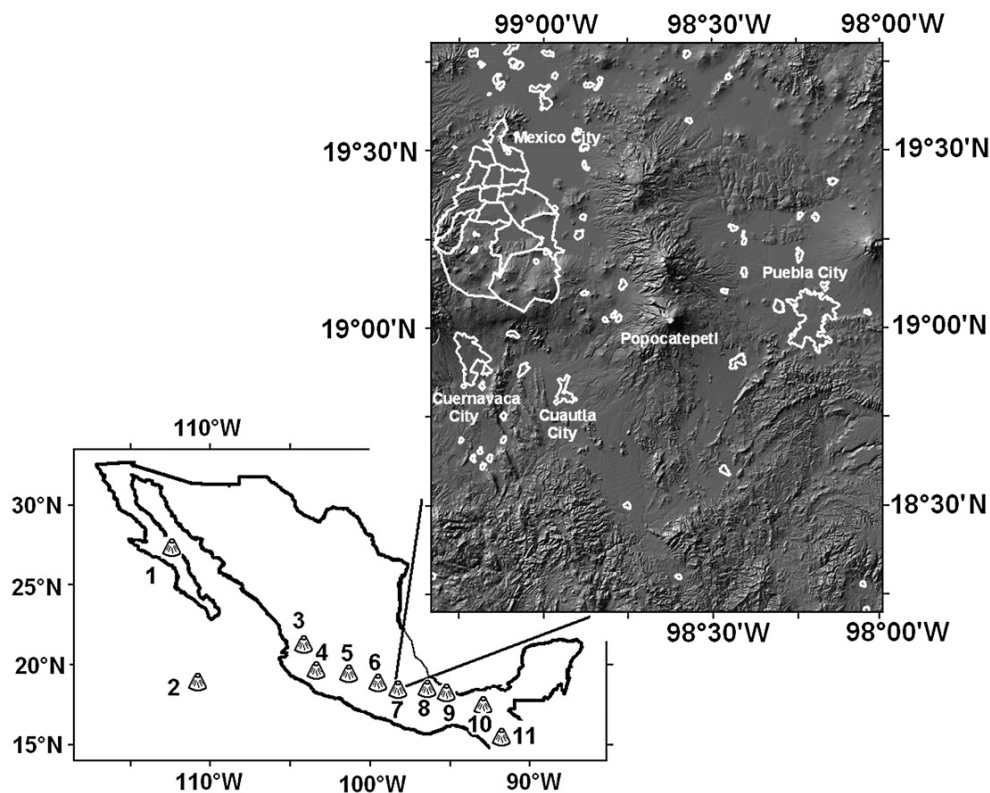 99°00'W 98°30'W 98°00'W
Mexico City
19°30'N 19°30'N
Puebla City
19°00'N 19°00'N
Popocatepetl
Cuernavaca
City
Cuautla
City
18°30'N
98°30'W 98°00'W
110°W
30°N
25°N
20°N
15°N
1
2
3
4
5
6
7
8
9
10
11
110°W 100°W 90°W